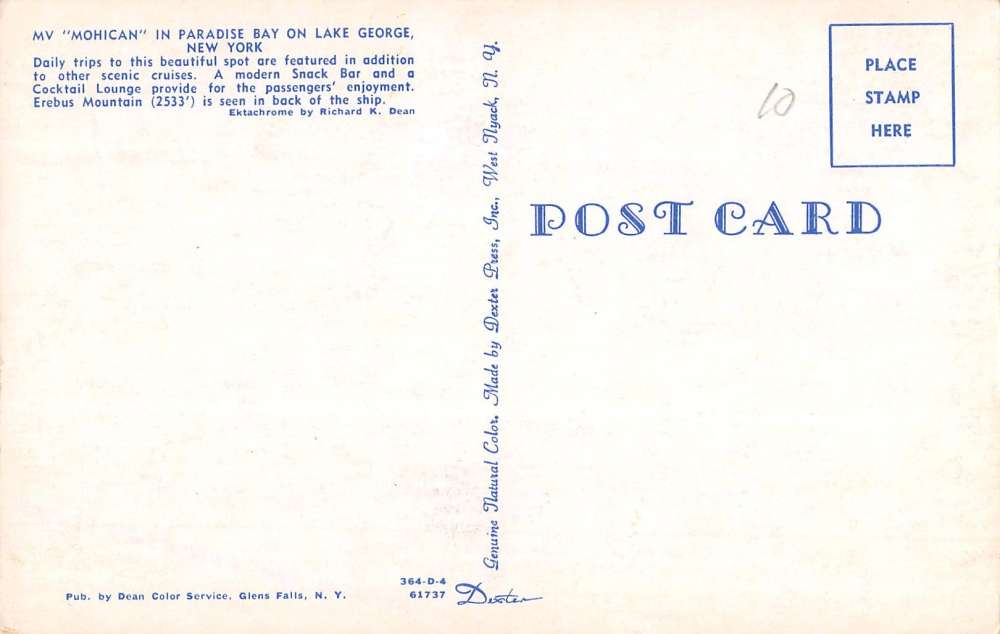 MV "MOHICAN" IN PARADISE BAY ON LAKE GEORGE,
NEW YORK
Daily trips to this beautiful spot are featured in addition
to other scenic cruises. A modern Snack Bar and a
Cocktail Lounge provide for the passengers' enjoyment.
Erebus Mountain (2533') is seen in back of the ship.
Ektachrome by Richard K. Dean
Pub. by Dean Color Service, Glens Falls, N. Y.
364-D-4
61737
Dexter
Genuine Natural Color. Made by Dexter Press, Inc., West Nyack, N. Y.
10
PLACE
STAMP
HERE
POST CARD